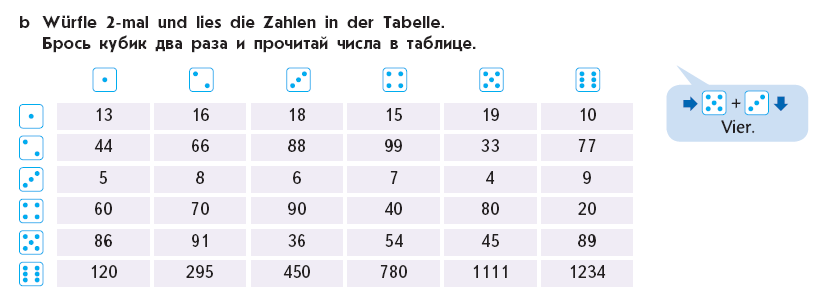 b Würfle 2-mal und lies die Zahlen in der Tabelle.
Брось кубик два раза и прочитай числа в таблице.
13 16 18 15 19 10
44 66 88 99 33 77
5 8 6 7 4 9
60 70 90 40 80 20
86 91 36 54 45 89
120 295 450 780 1111 1234
+
Vier.